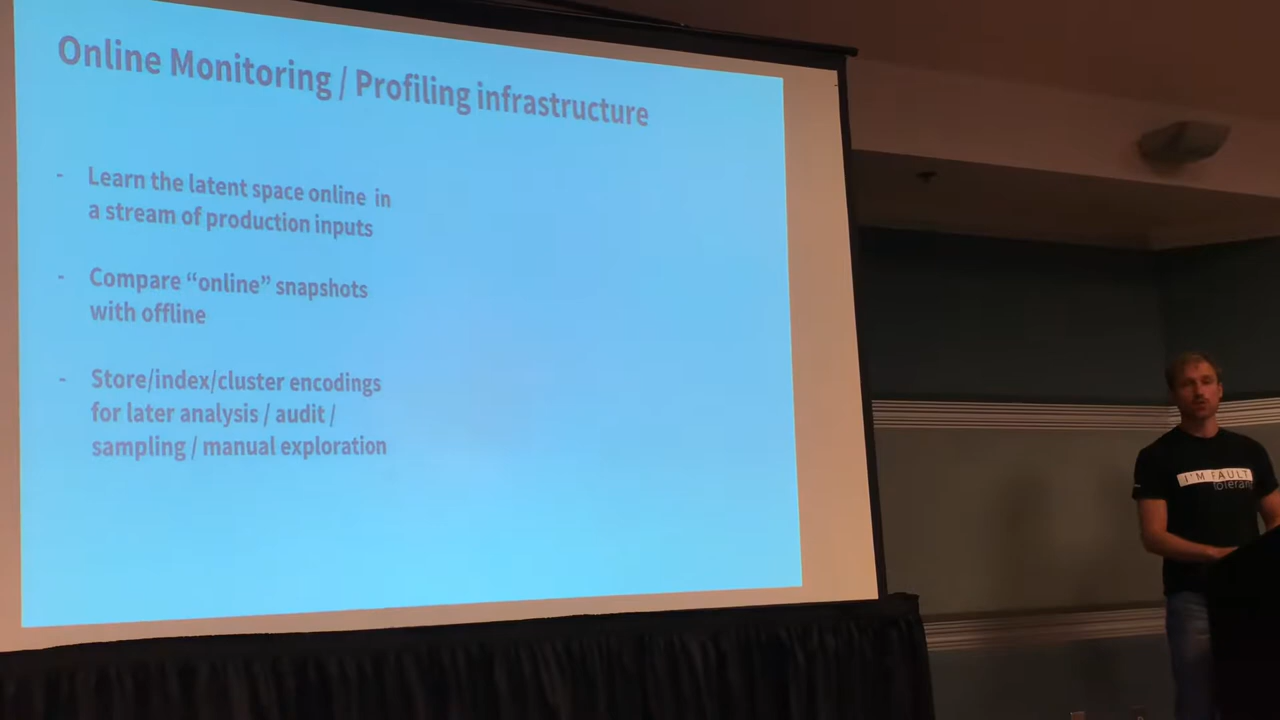 Online Monitoring / Profiling infrastructure
- Learn the latent space online in
a stream of production inputs
- Compare “online” snapshots
with offline
- Store/index/cluster encodings
for later analysis / audit /
sampling / manual exploration
I'M FAULT
tolerant